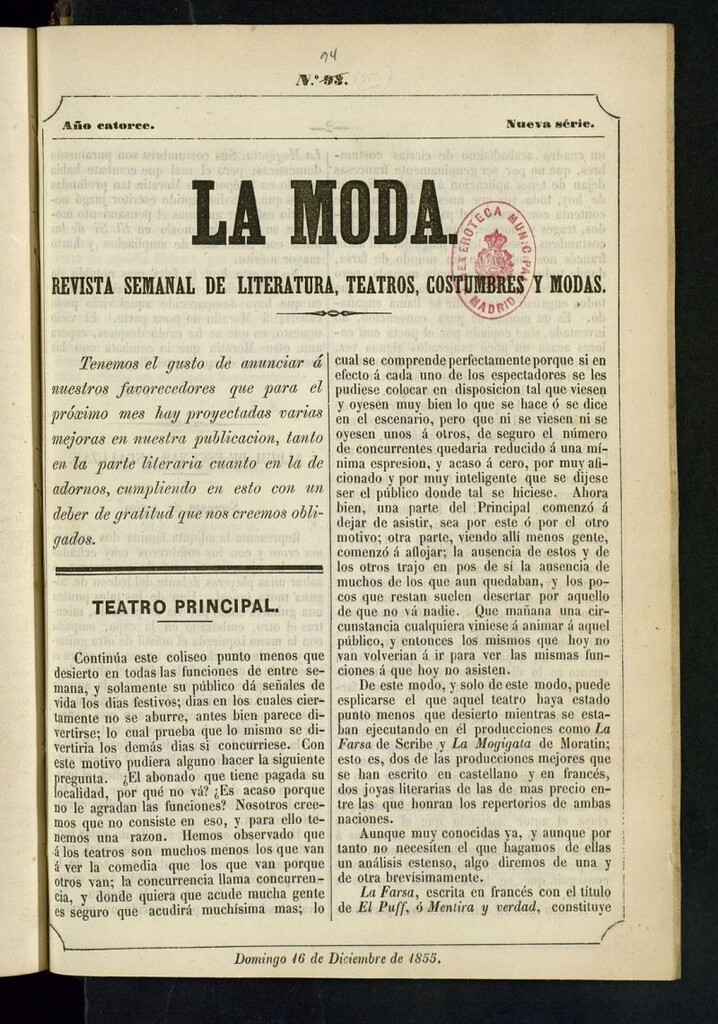 94
N.º 93.
Año catorce.
Nueva série.
LA MODA.
REVISTA SEMANAL DE LITERATURA, TEATROS, COSTUMBRES Y MODAS.
HEMEROTECA MUNICIPAL
MADRID
Tenemos el gusto de anunciar á
nuestros favorecedores que para el
próximo mes hay proyectadas varias
mejoras en nuestra publicacion, tanto
en la parte literaria cuanto en la de
adornos, cumpliendo en esto con un
deber de gratitud que nos creemos obli-
gados.
TEATRO PRINCIPAL.
Continúa este coliseo punto menos que
desierto en todas las funciones de entre se-
mana, y solamente su público dá señales de
vida los dias festivos; dias en los cuales cier-
tamente no se aburre, antes bien parece di-
vertirse; lo cual prueba que lo mismo se di-
vertiria los demás dias si concurriese. Con
este motivo pudiera alguno hacer la siguiente
pregunta. ¿El abonado que tiene pagada su
localidad, por qué no vá? ¿Es acaso porque
no le agradan las funciones? Nosotros cree-
mos que no consiste en eso, y para ello te-
nemos una razon. Hemos observado que
á los teatros son muchos menos los que van
á ver la comedia que los que van porque
otros van; la concurrencia llama concurren-
cia, y donde quiera que acude mucha gente
es seguro que acudirá muchísima mas; lo
cual se comprende perfectamente porque si en
efecto á cada uno de los espectadores se les
pudiese colocar en disposicion tal que viesen
y oyesen muy bien lo que se hace ó se dice
en el escenario, pero que ni se viesen ni se
oyesen unos á otros, de seguro el número
de concurrentes quedaria reducido á una mí-
nima espresion, y acaso á cero, por muy afi-
cionado y por muy inteligente que se dijese
ser el público donde tal se hiciese. Ahora
bien, una parte del Principal comenzó á
dejar de asistir, sea por este ó por el otro
motivo; otra parte, viendo allí menos gente,
comenzó á aflojar; la ausencia de estos y de
los otros trajo en pos de sí la ausencia de
muchos de los que aun quedaban, y los po-
cos que restan suelen desertar por aquello
de que no vá nadie. Que mañana una cir-
cunstancia cualquiera viniese á animar á aquel
público, y entonces los mismos que hoy no
van volverian á ir para ver las mismas fun-
ciones á que hoy no asisten.
De este modo, y solo de este modo, puede
esplicarse el que aquel teatro haya estado
punto menos que desierto mientras se esta-
ban ejecutando en él producciones como La
Farsa de Scribe y La Mogigata de Moratin;
esto es, dos de las producciones mejores que
se han escrito en castellano y en francés,
dos joyas literarias de las de mas precio en-
tre las que honran los repertorios de ambas
naciones.
Aunque muy conocidas ya, y aunque por
tanto no necesiten el que hagamos de ellas
un análisis estenso, algo diremos de una y
de otra brevísimamente.
La Farsa, escrita en francés con el título
de El Puff, ó Mentira y verdad, constituye
Domingo 16 de Diciembre de 1855.